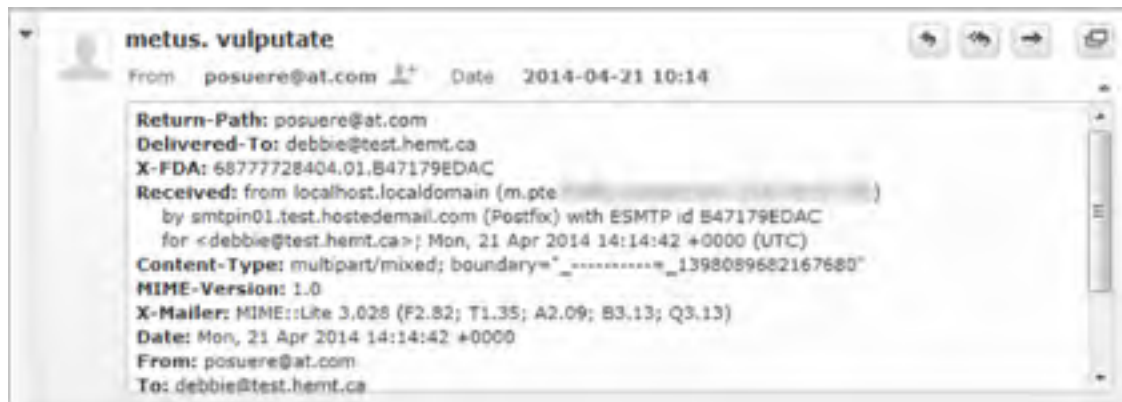 metus. vulputate
From posuere@at.com Date 2014-04-21 10:14
Return-Path: posuere@at.com
Delivered-To: debbie@test.hemt.ca
X-FDA: 68777728404.01.B47179EDAC
Received: from localhost.localdomain (m.pte )
by smtpin01.test.hostedemail.com (Postfix) with ESMTP id B47179EDAC
for <debbie@test.hemt.ca>; Mon, 21 Apr 2014 14:14:42 +0000 (UTC)
Content-Type: multipart/mixed; boundary="_----------=_1398089682167680"
MIME-Version: 1.0
X-Mailer: MIME::Lite 3.028 (F2.82; T1.35; A2.09; B3.13; Q3.13)
Date: Mon, 21 Apr 2014 14:14:42 +0000
From: posuere@at.com
To: debbie@test.hemt.ca